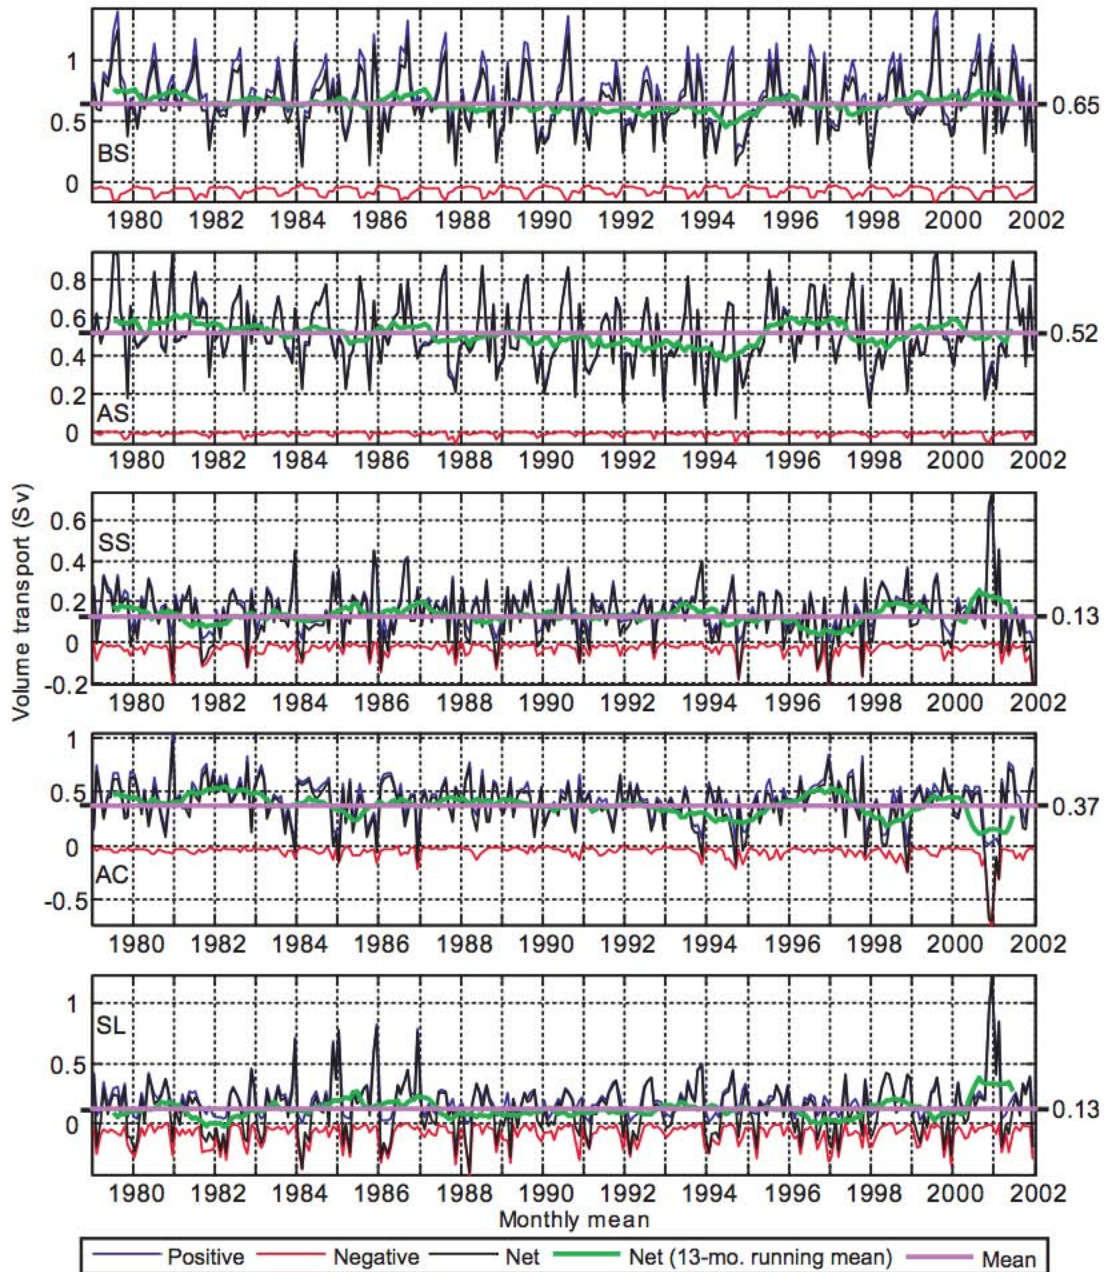 1
0.5
0
BS
0.65
1980 1982 1984 1986 1988 1990 1992 1994 1996 1998 2000 2002
0.8
0.6
0.4
0.2
0
AS
0.52
1980 1982 1984 1986 1988 1990 1992 1994 1996 1998 2000 2002
Volume transport (Sv)
0.6
0.4
0.2
0
-0.2
SS
0.13
1980 1982 1984 1986 1988 1990 1992 1994 1996 1998 2000 2002
1
0.5
0
-0.5
AC
0.37
1980 1982 1984 1986 1988 1990 1992 1994 1996 1998 2000 2002
1
0.5
0
SL
0.13
1980 1982 1984 1986 1988 1990 1992 1994 1996 1998 2000 2002
Monthly mean
Positive Negative Net Net (13-mo. running mean) Mean